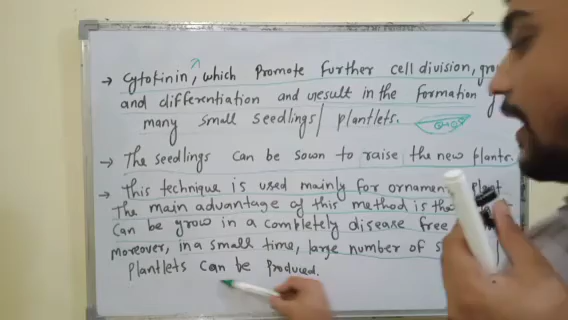 → Cytokinin, which Promote further cell division,
and differentiation and result in the formation
many small seedlings/ plantlets.
→ The seedlings can be sown to raise the new plants.
→ This technique is used mainly for
The main advantage of this method is
can be grow in a completely disease free
moreover, in a small time, large number of
Plantlets can be Produced.